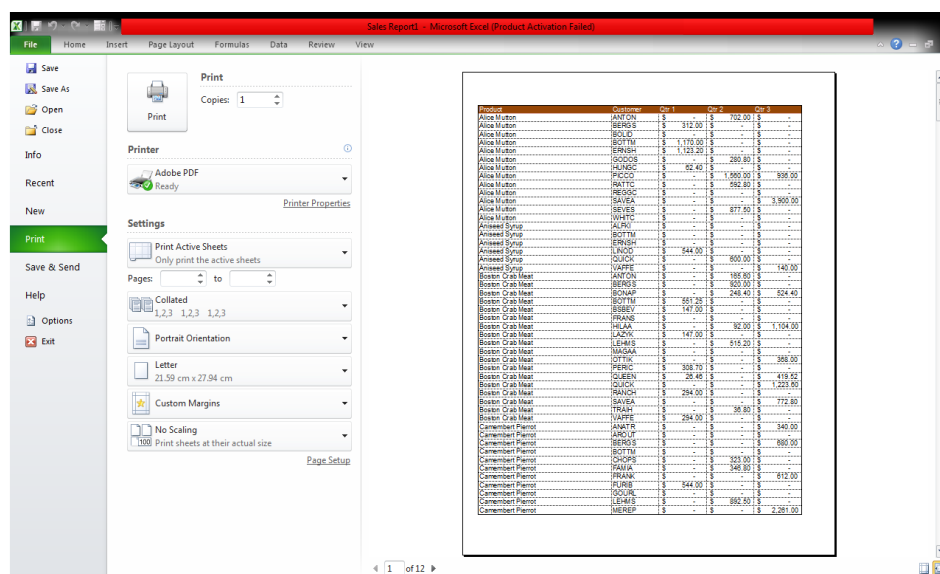 Sales Report1 - Microsoft Excel (Product Activation Failed)
File Home Insert Page Layout Formulas Data Review View
Save
Save As
Open
Close
Info
Recent
New
Print
Save & Send
Help
Options
Exit
Print
Print
Copies: 1
Printer
Adobe PDF
Ready
Printer Properties
Settings
Print Active Sheets
Only print the active sheets
Pages: to
Collated
1,2,3 1,2,3 1,2,3
Portrait Orientation
Letter
21.59 cm x 27.94 cm
Custom Margins
No Scaling
100 Print sheets at their actual size
Page Setup
Product Customer Qtr 1 Qtr 2 Qtr 3
Alice Mutton ANTON $ - $ 702.00 $ -
Alice Mutton BERGS $ 312.00 $ - $ -
Alice Mutton BOLID $ - $ - $ -
Alice Mutton BOTTM $ 1,170.00 $ - $ -
Alice Mutton ERNSH $ 1,123.20 $ - $ -
Alice Mutton GODOS $ - $ 280.80 $ -
Alice Mutton HUNGC $ 62.40 $ - $ -
Alice Mutton PICCO $ - $ 1,560.00 $ 936.00
Alice Mutton RATTC $ - $ 592.80 $ -
Alice Mutton REGGC $ - $ - $ -
Alice Mutton SAVEA $ - $ - $ 3,900.00
Alice Mutton SEVES $ - $ 877.50 $ -
Alice Mutton WHITC $ - $ - $ -
Aniseed Syrup ALFKI $ - $ - $ -
Aniseed Syrup BOTTM $ - $ - $ -
Aniseed Syrup ERNSH $ - $ - $ -
Aniseed Syrup LINOD $ 544.00 $ - $ -
Aniseed Syrup QUICK $ - $ 600.00 $ -
Aniseed Syrup VAFFE $ - $ - $ 140.00
Boston Crab Meat ANTON $ - $ 165.60 $ -
Boston Crab Meat BERGS $ - $ 920.00 $ -
Boston Crab Meat BONAP $ - $ 248.40 $ 524.40
Boston Crab Meat BOTTM $ 551.25 $ - $ -
Boston Crab Meat BSBEV $ 147.00 $ - $ -
Boston Crab Meat FRANS $ - $ - $ -
Boston Crab Meat HILAA $ - $ 92.00 $ 1,104.00
Boston Crab Meat LAZYK $ 147.00 $ - $ -
Boston Crab Meat LEHMS $ - $ 515.20 $ -
Boston Crab Meat MAGAA $ - $ - $ -
Boston Crab Meat OTTIK $ - $ - $ 368.00
Boston Crab Meat PERIC $ 308.70 $ - $ -
Boston Crab Meat QUEEN $ 26.46 $ - $ 419.52
Boston Crab Meat QUICK $ - $ - $ 1,223.60
Boston Crab Meat RANCH $ 294.00 $ - $ -
Boston Crab Meat SAVEA $ - $ - $ 772.80
Boston Crab Meat TRAIH $ - $ 36.80 $ -
Boston Crab Meat VAFFE $ 294.00 $ - $ -
Camembert Pierrot ANATR $ - $ - $ 340.00
Camembert Pierrot AROUT $ - $ - $ -
Camembert Pierrot BERGS $ - $ - $ 680.00
Camembert Pierrot BOTTM $ - $ - $ -
Camembert Pierrot CHOPS $ - $ 323.00 $ -
Camembert Pierrot FAMIA $ - $ 346.80 $ -
Camembert Pierrot FRANK $ - $ - $ 612.00
Camembert Pierrot FURIB $ 544.00 $ - $ -
Camembert Pierrot GOURL $ - $ - $ -
Camembert Pierrot LEHMS $ - $ 892.50 $ -
Camembert Pierrot MEREP $ - $ - $ 2,261.00
1 of 12